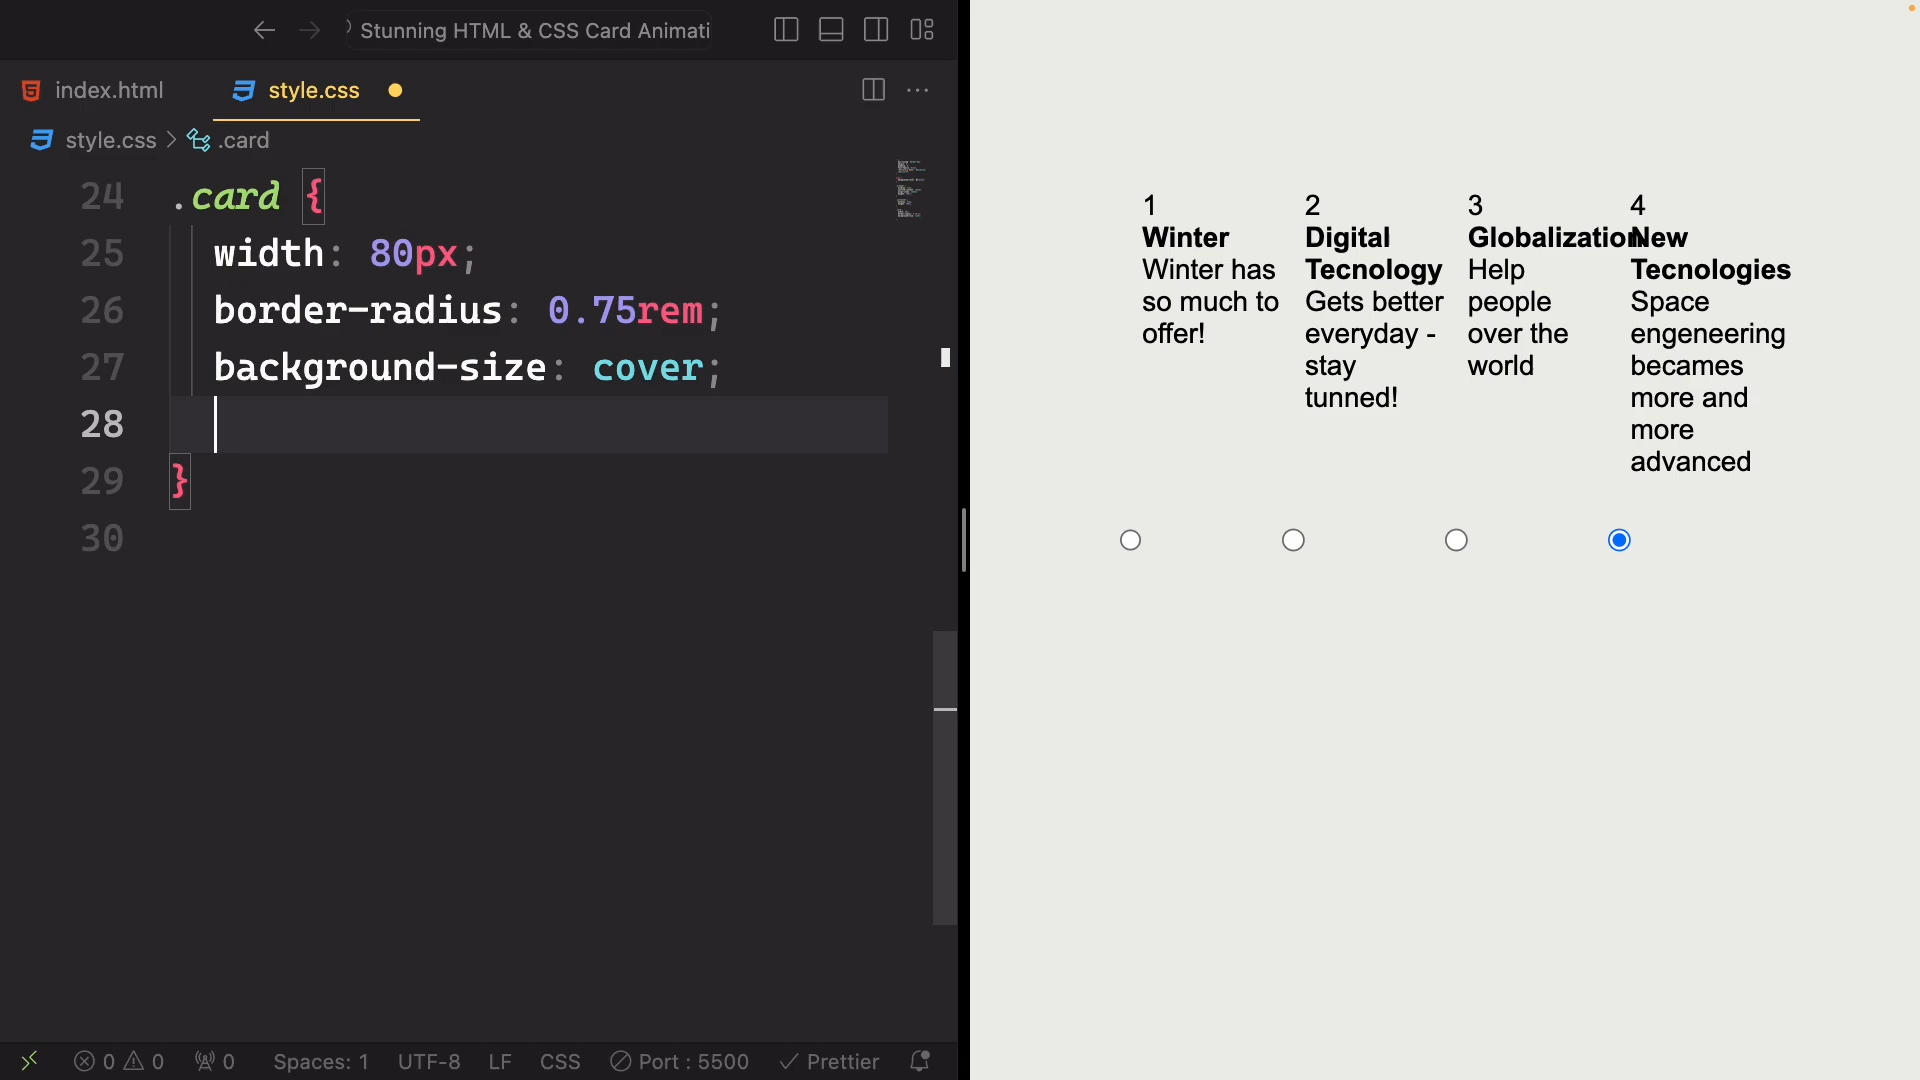 Stunning HTML & CSS Card Animati
index.html
style.css
style.css > .card
24 .card {
25 width: 80px;
26 border-radius: 0.75rem;
27 background-size: cover;
28
29 }
30
0 0 0 Spaces: 1 UTF-8 LF CSS Port : 5500 Prettier
1
Winter
Winter has
so much to
offer!
2
Digital
Tecnology
Gets better
everyday -
stay
tunned!
3
Globalization
Help
people
over the
world
4
New
Tecnologies
Space
engeneering
becames
more and
more
advanced